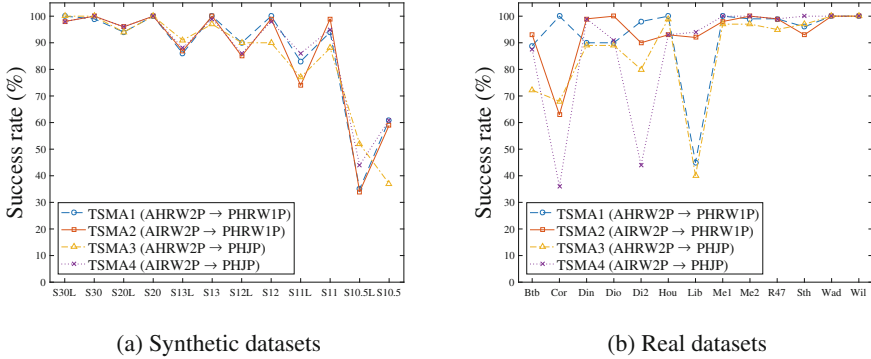 Success rate (%)
100
90
80
70
60
50
40
30
20
10
0
TSMA1 (AHRW2P → PHRW1P)
TSMA2 (AIRW2P → PHRW1P)
TSMA3 (AHRW2P → PHJP)
TSMA4 (AIRW2P → PHJP)
S30L S30 S20L S20 S13L S13 S12L S12 S11L S11 S10.5L S10.5
(a) Synthetic datasets
Success rate (%)
100
90
80
70
60
50
40
30
20
10
0
TSMA1 (AHRW2P → PHRW1P)
TSMA2 (AIRW2P → PHRW1P)
TSMA3 (AHRW2P → PHJP)
TSMA4 (AIRW2P → PHJP)
Btb Cor Din Dio Di2 Hou Lib Me1 Me2 R47 Sth Wad Wil
(b) Real datasets